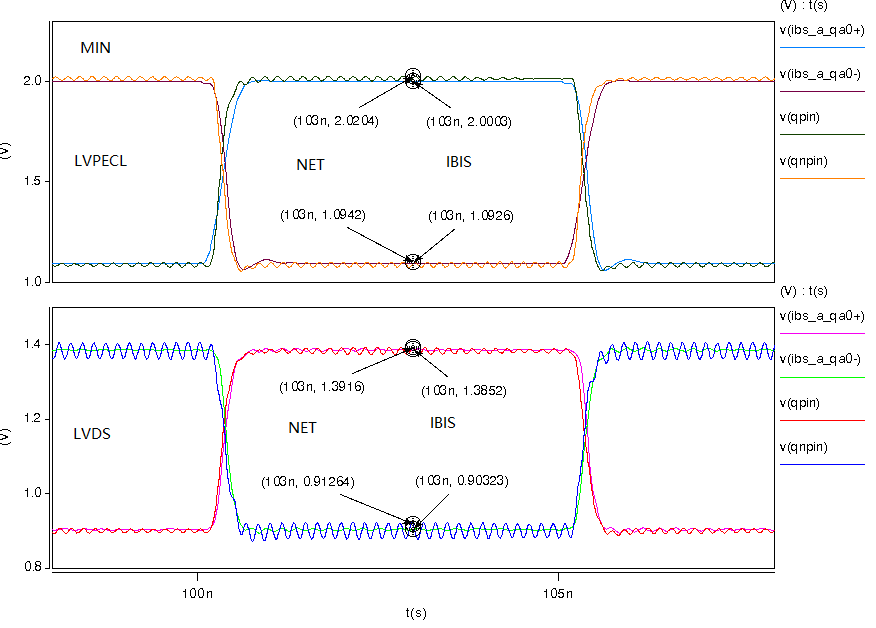 (V) : t(s)
MIN
v(ibs_a_qa0+)
v(ibs_a_qa0-)
2.0
(103n, 2.0204)
(103n, 2.0003)
v(qpin)
(V)
LVPECL
NET
IBIS
v(qnpin)
1.5
(103n, 1.0942)
(103n, 1.0926)
1.0
(V) : t(s)
v(ibs_a_qa0+)
1.4
v(ibs_a_qa0-)
(103n, 1.3916)
(103n, 1.3852)
v(qpin)
1.2
(V)
LVDS
NET
IBIS
v(qnpin)
(103n, 0.91264)
(103n, 0.90323)
1.0
0.8
100n
105n
t(s)